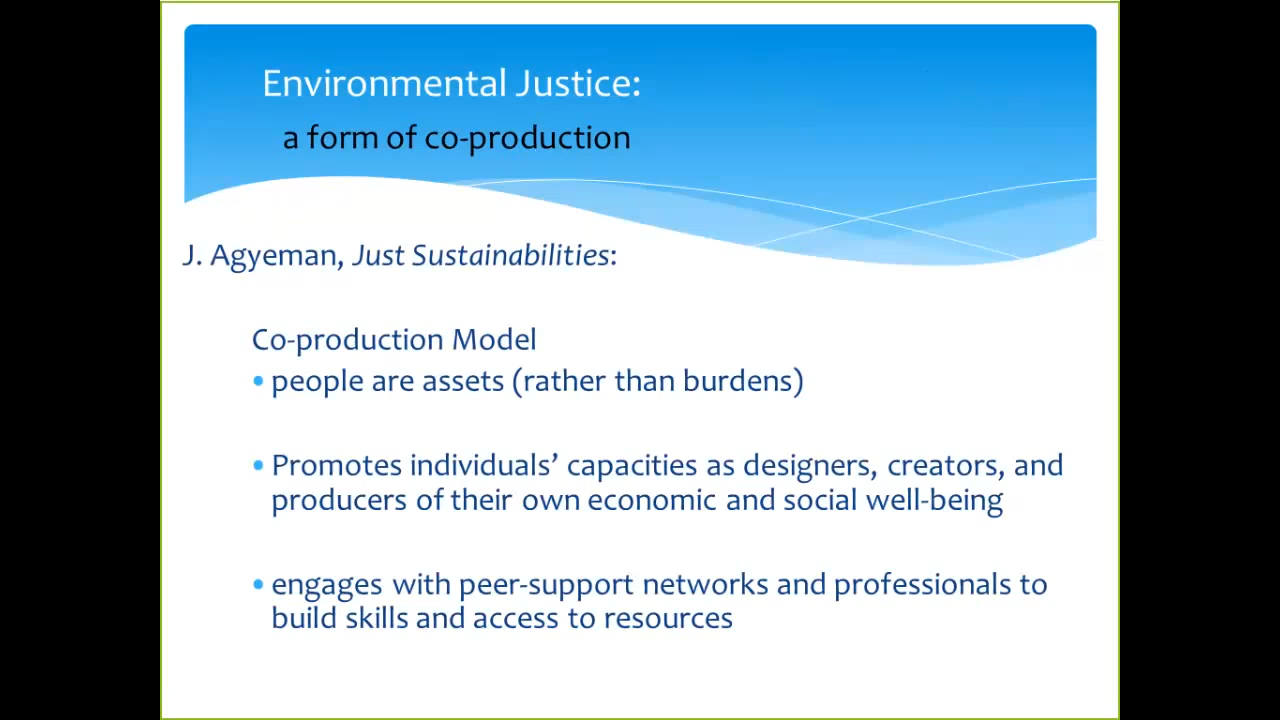 Environmental Justice:
a form of co-production
J. Agyeman, Just Sustainabilities:
Co-production Model
• people are assets (rather than burdens)
• Promotes individuals’ capacities as designers, creators, and
producers of their own economic and social well-being
• engages with peer-support networks and professionals to
build skills and access to resources